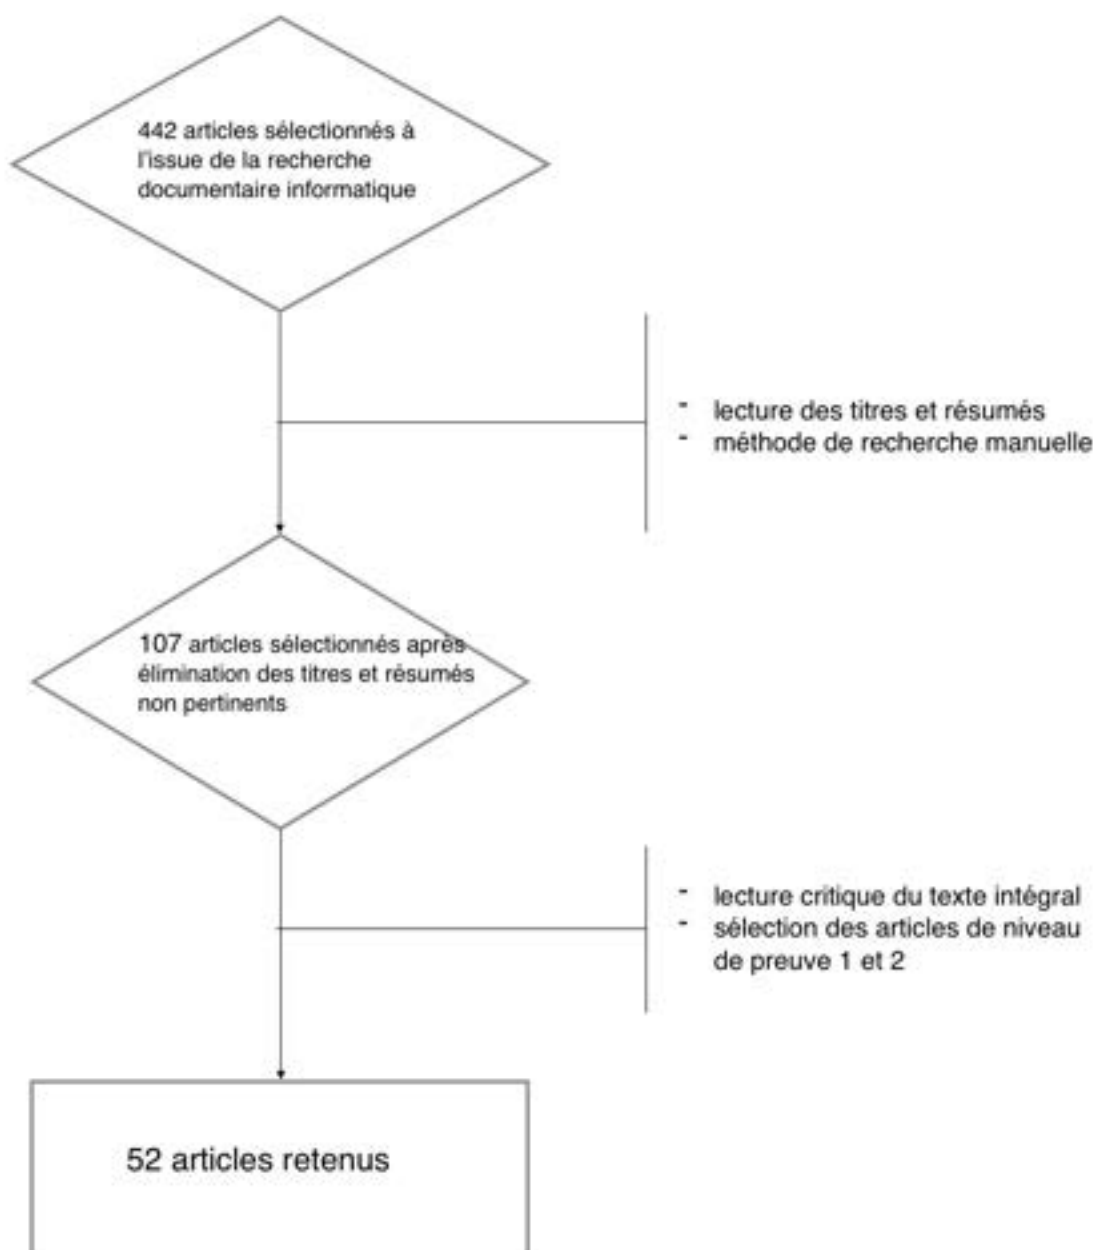 442 articles sélectionnés à
l'issue de la recherche
documentaire informatique
- lecture des titres et résumés
- méthode de recherche manuelle
107 articles sélectionnés après
élimination des titres et résumés
non pertinents
- lecture critique du texte intégral
- sélection des articles de niveau
de preuve 1 et 2
52 articles retenus